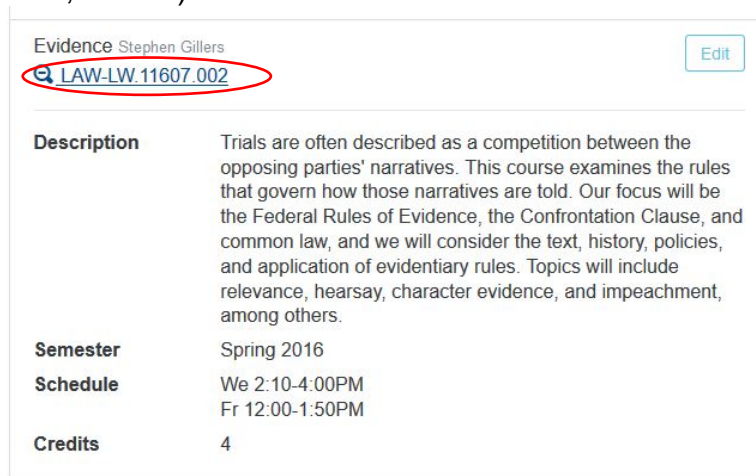 Evidence Stephen Gillers
Edit
LAW-LW.11607.002
Description
Trials are often described as a competition between the
opposing parties' narratives. This course examines the rules
that govern how those narratives are told. Our focus will be
the Federal Rules of Evidence, the Confrontation Clause, and
common law, and we will consider the text, history, policies,
and application of evidentiary rules. Topics will include
relevance, hearsay, character evidence, and impeachment,
among others.
Semester Spring 2016
Schedule We 2:10-4:00PM
Fr 12:00-1:50PM
Credits 4